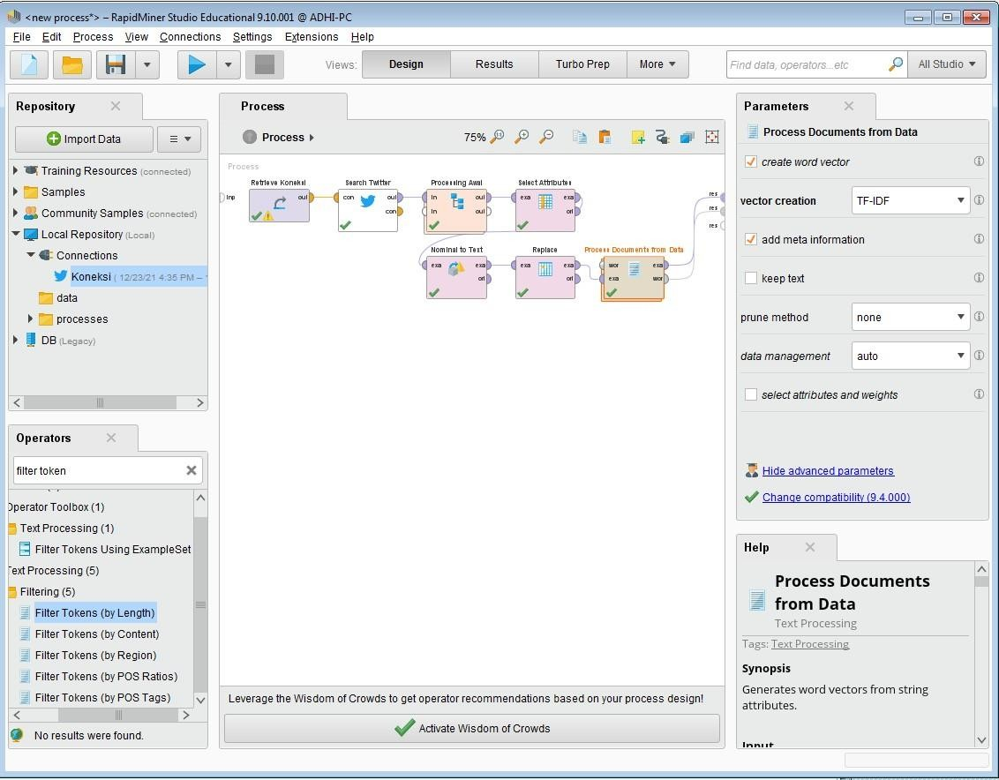 <new process*> – RapidMiner Studio Educational 9.10.001 @ ADHI-PC
File Edit Process View Connections Settings Extensions Help
Views: Design Results Turbo Prep More Find data, operators...etc All Studio
Repository
Import Data
Training Resources (connected)
Samples
Community Samples (connected)
Local Repository (Local)
Connections
Koneksi ( 12/23/21 4:35 PM –
data
processes
DB (Legacy)
Operators
filter token
Operator Toolbox (1)
Text Processing (1)
Filter Tokens Using ExampleSet
Text Processing (5)
Filtering (5)
Filter Tokens (by Length)
Filter Tokens (by Content)
Filter Tokens (by Region)
Filter Tokens (by POS Ratios)
Filter Tokens (by POS Tags)
No results were found.
Process
Process
75%
Process
Retrieve Koneksi Search Twitter Processing Awal Select Attributes
inp out con out con in in out out exa exa ori res res res
Nominal to Text Replace Process Documents from Data
exa exa ori exa exa ori wor exa exa wor
Leverage the Wisdom of Crowds to get operator recommendations based on your process design!
Activate Wisdom of Crowds
Parameters
Process Documents from Data
create word vector
vector creation TF-IDF
add meta information
keep text
prune method none
data management auto
select attributes and weights
Hide advanced parameters
Change compatibility (9.4.000)
Help
Process Documents
from Data
Text Processing
Tags: Text Processing
Synopsis
Generates word vectors from string
attributes.
Input